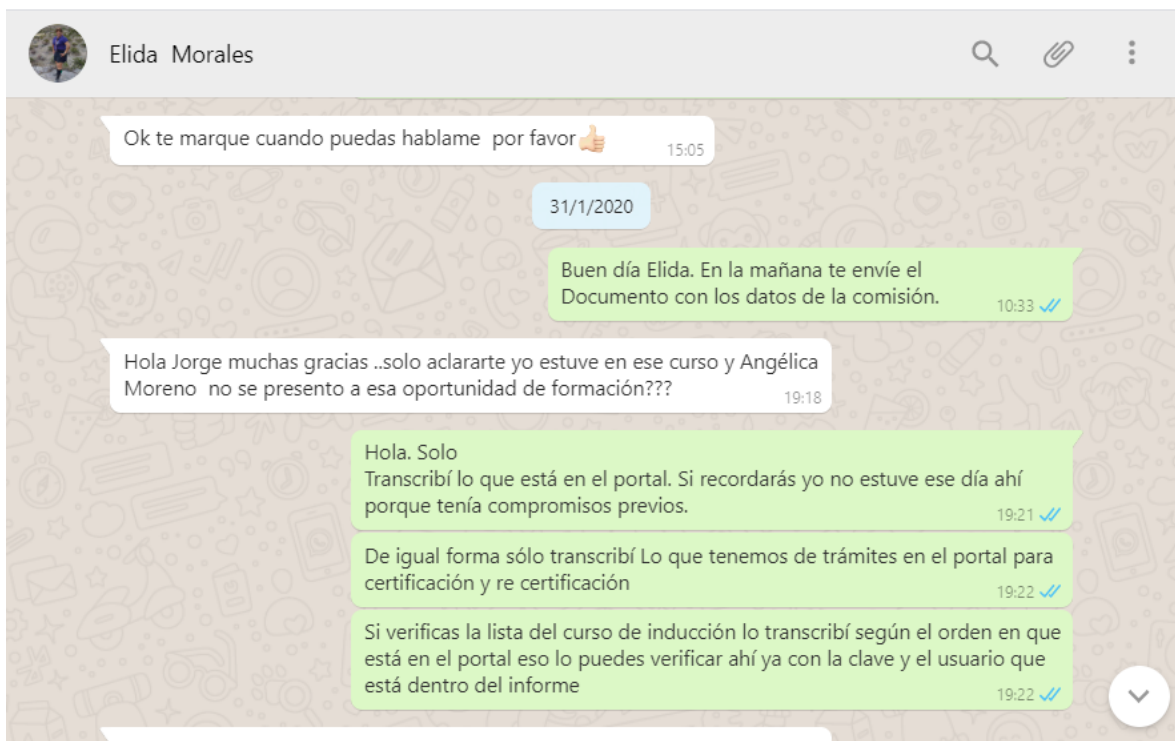 Elida Morales
Ok te marque cuando puedas hablame por favor
15:05
31/1/2020
Buen día Elida. En la mañana te envíe el
Documento con los datos de la comisión.
10:33
Hola Jorge muchas gracias ..solo aclararte yo estuve en ese curso y Angélica
Moreno no se presento a esa oportunidad de formación???
19:18
Hola. Solo
Transcribí lo que está en el portal. Si recordarás yo no estuve ese día ahí
porque tenía compromisos previos.
19:21
De igual forma sólo transcribí Lo que tenemos de trámites en el portal para
certificación y re certificación
19:22
Si verificas la lista del curso de inducción lo transcribí según el orden en que
está en el portal eso lo puedes verificar ahí ya con la clave y el usuario que
está dentro del informe
19:22